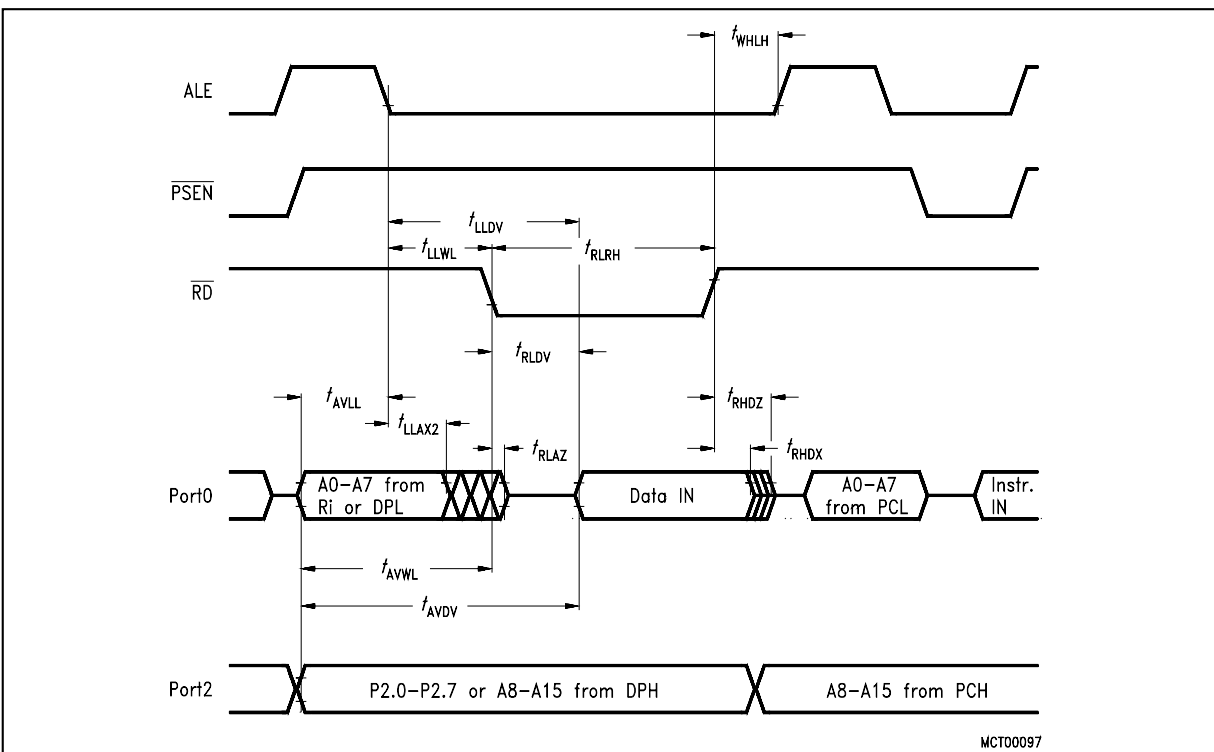 tWHLH
ALE
PSEN
tLLDV
tLLWL
tRLRH
RD
tRLDV
tAVLL
tRHDZ
tLLAX2
tRLAZ
tRHDX
Port0
A0-A7 from
Ri or DPL
Data IN
A0-A7
from PCL
Instr.
IN
tAVWL
tAVDV
Port2
P2.0-P2.7 or A8-A15 from DPH
A8-A15 from PCH
MCT00097